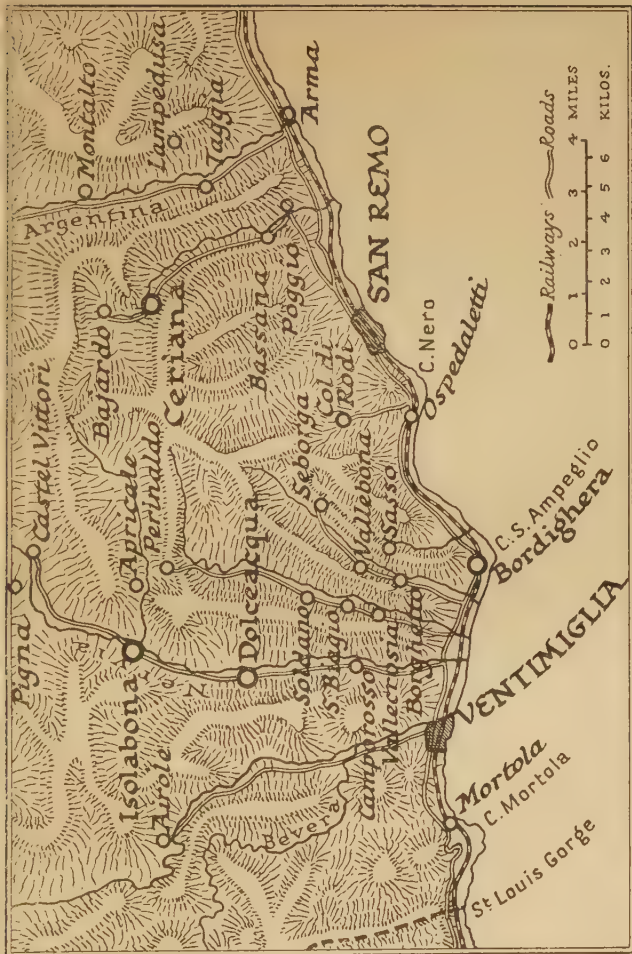 Pigna
Castel Vittori
Montalto
Lampedusa
Taggia
Argentina
Arma
Bajardo
Ceriana
Bassana
Poggio
SAN REMO
Apricale
Perinaldo
Isolabona
Airole
Dolceacqua
Seborga
Col di
Rodi
C. Nero
Ospedaletti
Vallebona
Sasso
Soldano
S. Biagio
Camporosso
Vallacrosia
Borghetto
C. S. Ampeglio
Bordighera
Bevera
VENTIMIGLIA
Mortola
C. Mortola
St. Louis Gorge
Railways Roads
0 1 2 3 4 MILES
0 1 2 3 4 5 6 KILOS.